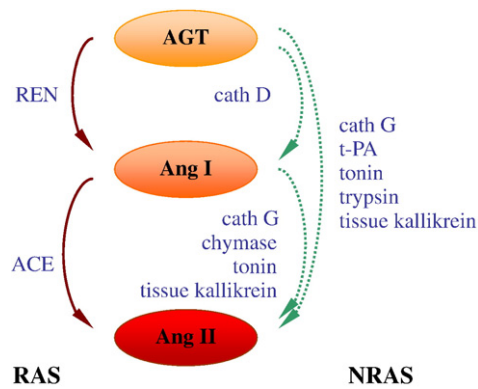 AGT
REN
cath D
cath G
t-PA
tonin
trypsin
tissue kallikrein
Ang I
cath G
chymase
tonin
tissue kallikrein
ACE
Ang II
RAS
NRAS